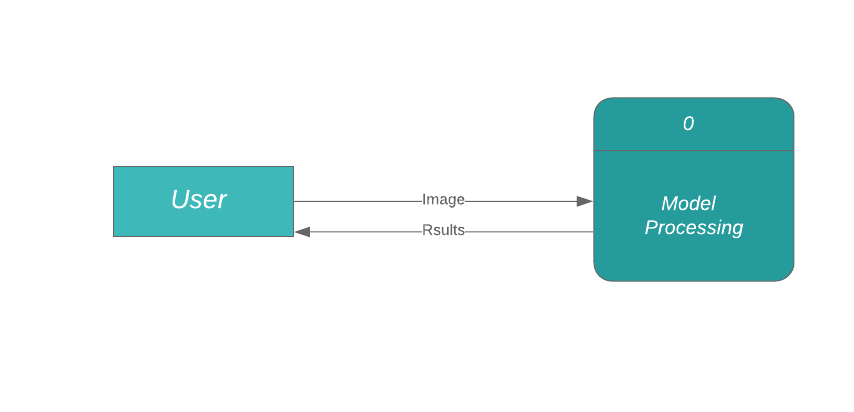 0
User
Image
Model
Processing
Rsults